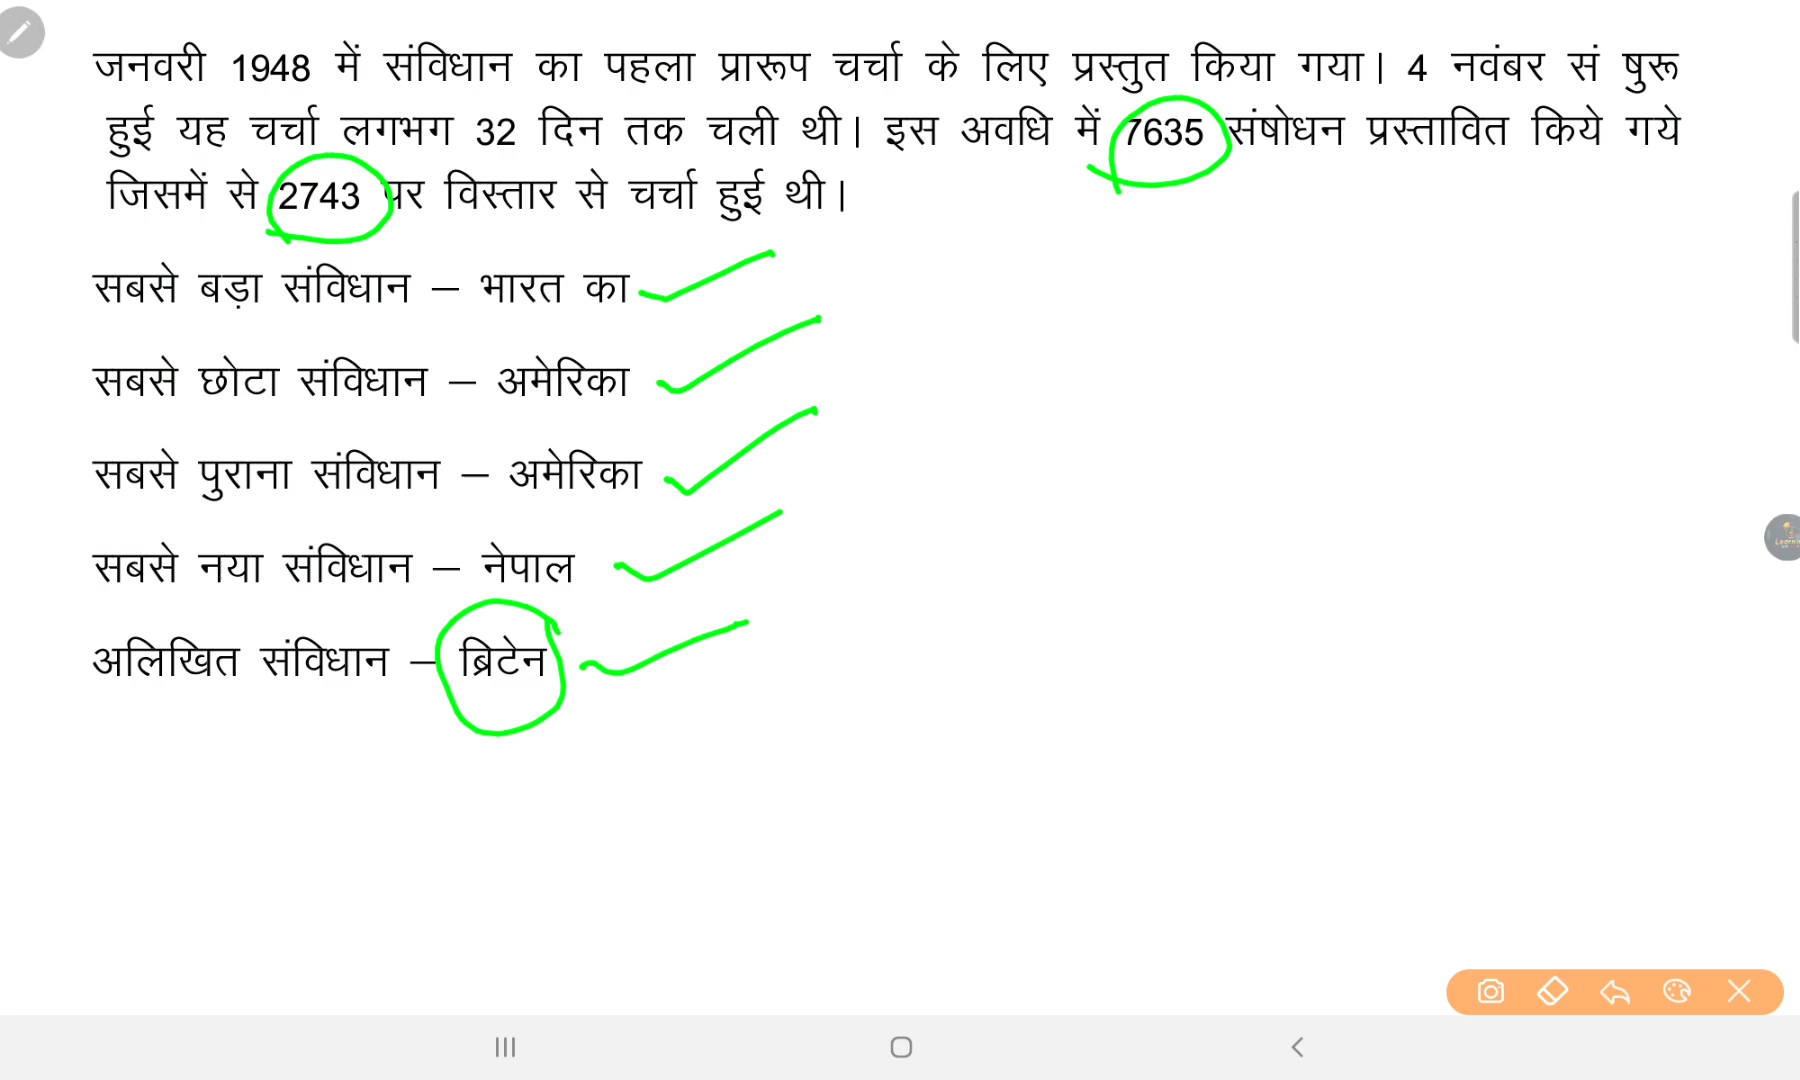 जनवरी 1948 में संविधान का पहला प्रारूप चर्चा के लिए प्रस्तुत किया गया। 4 नवंबर सं षुरू
हुई यह चर्चा लगभग 32 दिन तक चली थी। इस अवधि में 7635 संषोधन प्रस्तावित किये गये
जिसमें से 2743 पर विस्तार से चर्चा हुई थी।
सबसे बड़ा संविधान – भारत का
सबसे छोटा संविधान – अमेरिका
सबसे पुराना संविधान – अमेरिका
सबसे नया संविधान – नेपाल
अलिखित संविधान – ब्रिटेन